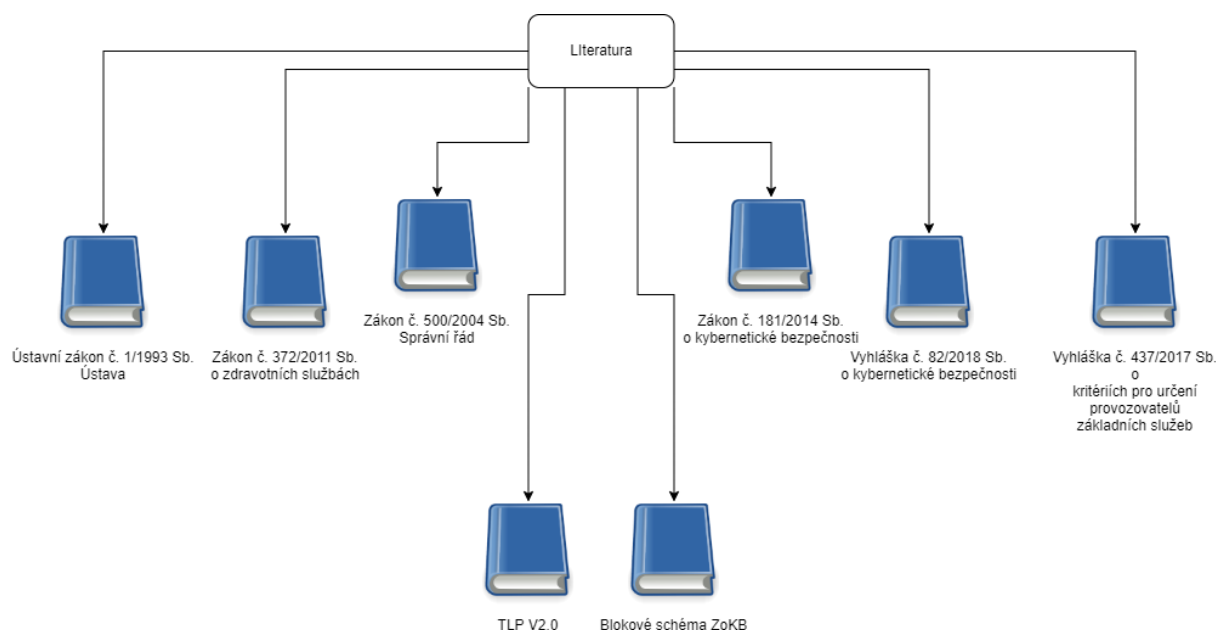 LIteratura
Ústavní zákon č. 1/1993 Sb.
Ústava
Zákon č. 372/2011 Sb.
o zdravotních službách
Zákon č. 500/2004 Sb.
Správní řád
Zákon č. 181/2014 Sb.
o kybernetické bezpečnosti
Vyhláška č. 82/2018 Sb.
o kybernetické bezpečnosti
Vyhláška č. 437/2017 Sb.
o
kritériích pro určení
provozovatelů
základních služeb
TLP V2.0
Blokové schéma ZoKB